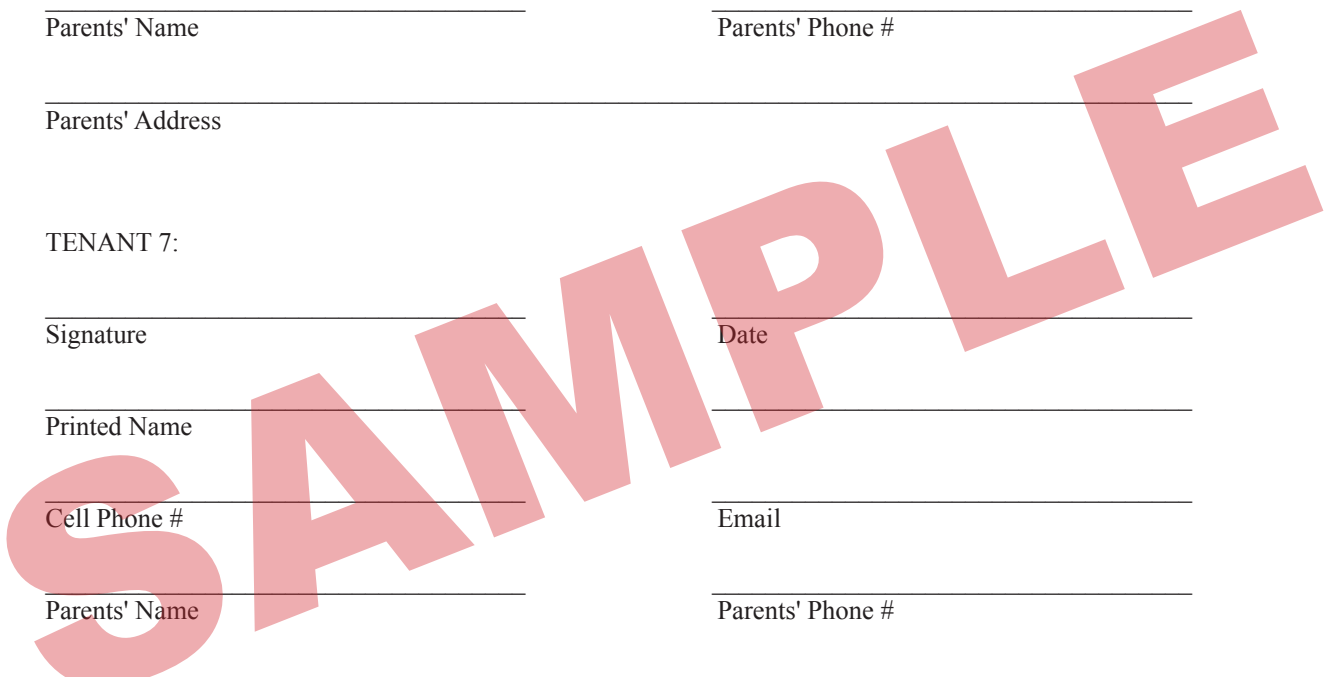 Parents' Name Parents' Phone #
Parents' Address
TENANT 7:
Signature Date
Printed Name
Cell Phone # Email
Parents' Name Parents' Phone #
SAMPLE